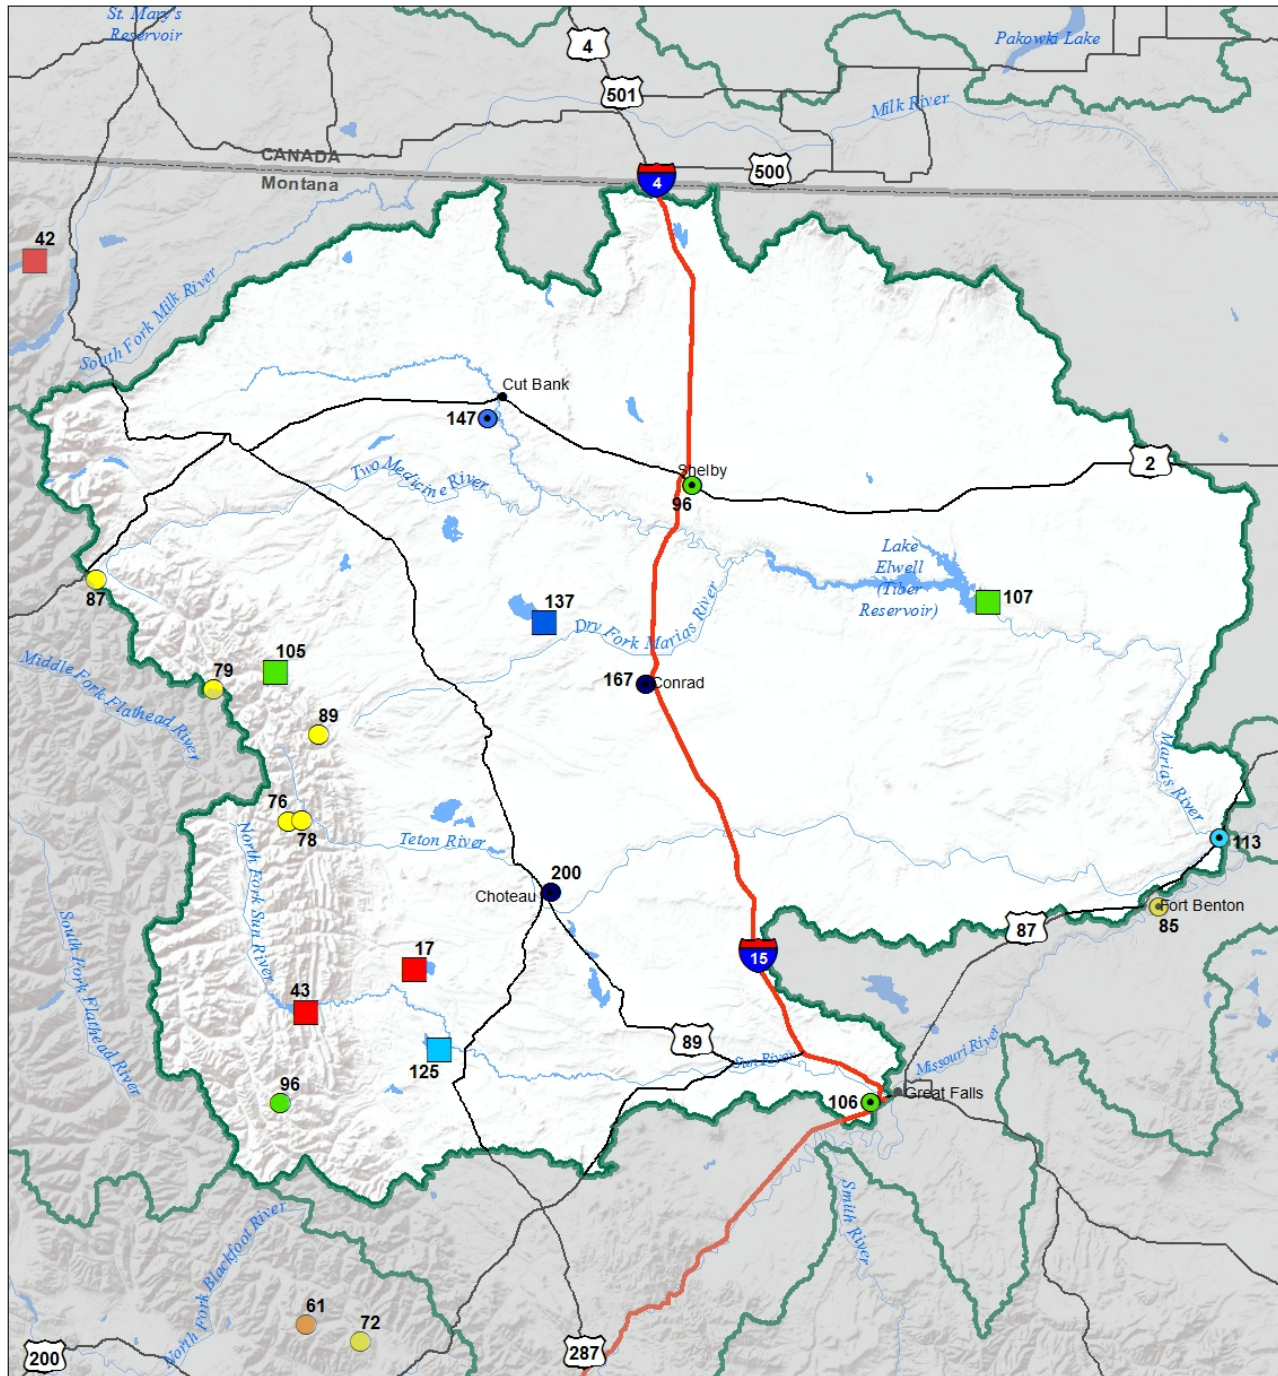 St. Mary's
Reservoir
4
Pakowki Lake
501
Milk River
CANADA
Montana
500
4
42
South Fork Milk River
Cut Bank
147
Two Medicine River
Shelby
2
96
Lake
Elwell
(Tiber
Reservoir)
87
107
137
Dry Fork Marias River
105
Middle Fork Flathead River
79
167
Conrad
89
Marias River
76
78
Teton River
North Fork Sun River
113
200
Choteau
Fort Benton
85
87
South Fork Flathead River
17
15
43
89
Sun River
Missouri River
125
96
106
Great Falls
Smith River
North Fork Blackfoot River
61
72
200
287